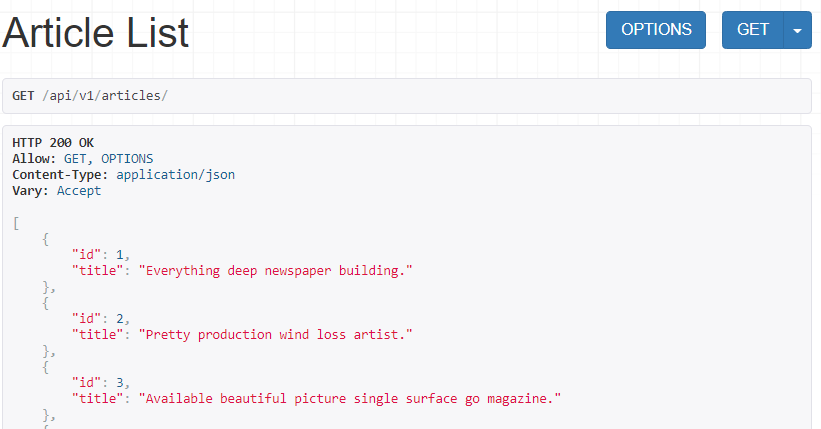 Article List
OPTIONS
GET
GET /api/v1/articles/
HTTP 200 OK
Allow: GET, OPTIONS
Content-Type: application/json
Vary: Accept
[
    {
        "id": 1,
        "title": "Everything deep newspaper building."
    },
    {
        "id": 2,
        "title": "Pretty production wind loss artist."
    },
    {
        "id": 3,
        "title": "Available beautiful picture single surface go magazine."
    },
    {